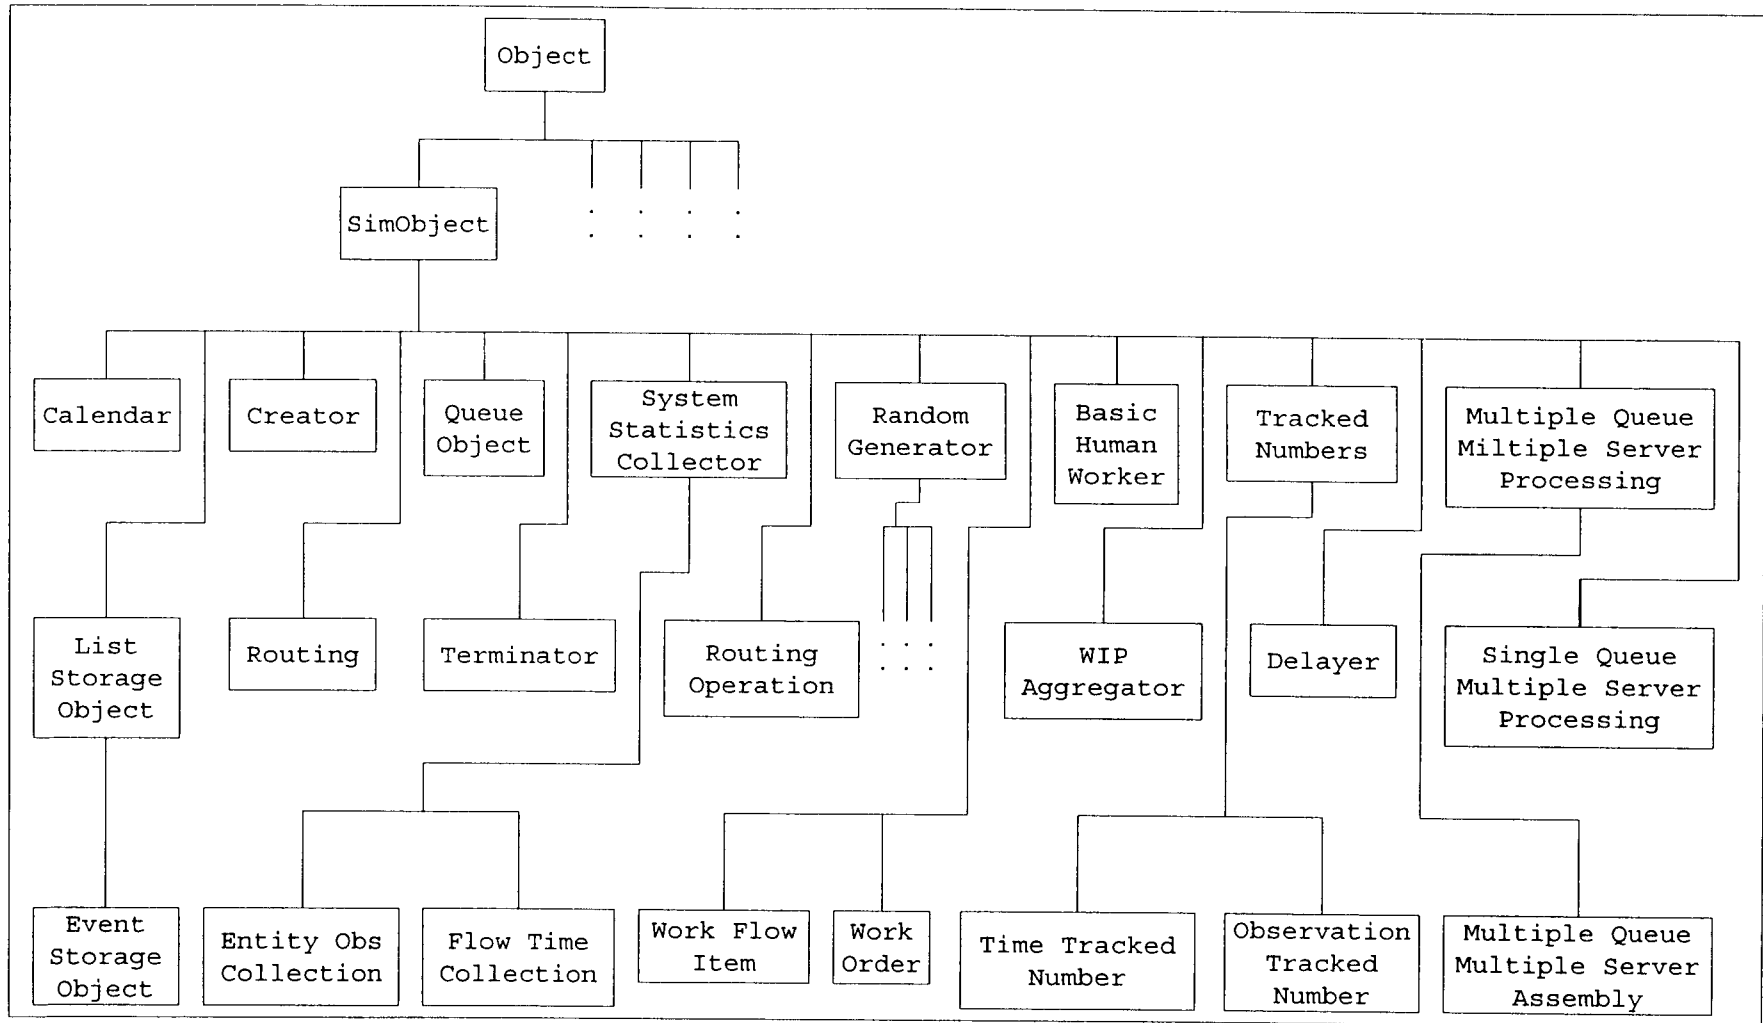 Object
SimObject
Calendar
Creator
Queue
Object
System
Statistics
Collector
Random
Generator
Basic
Human
Worker
Tracked
Numbers
Multiple Queue
Miltiple Server
Processing
List
Storage
Object
Routing
Terminator
Routing
Operation
WIP
Aggregator
Delayer
Single Queue
Multiple Server
Processing
Event
Storage
Object
Entity Obs
Collection
Flow Time
Collection
Work Flow
Item
Work
Order
Time Tracked
Number
Observation
Tracked
Number
Multiple Queue
Multiple Server
Assembly